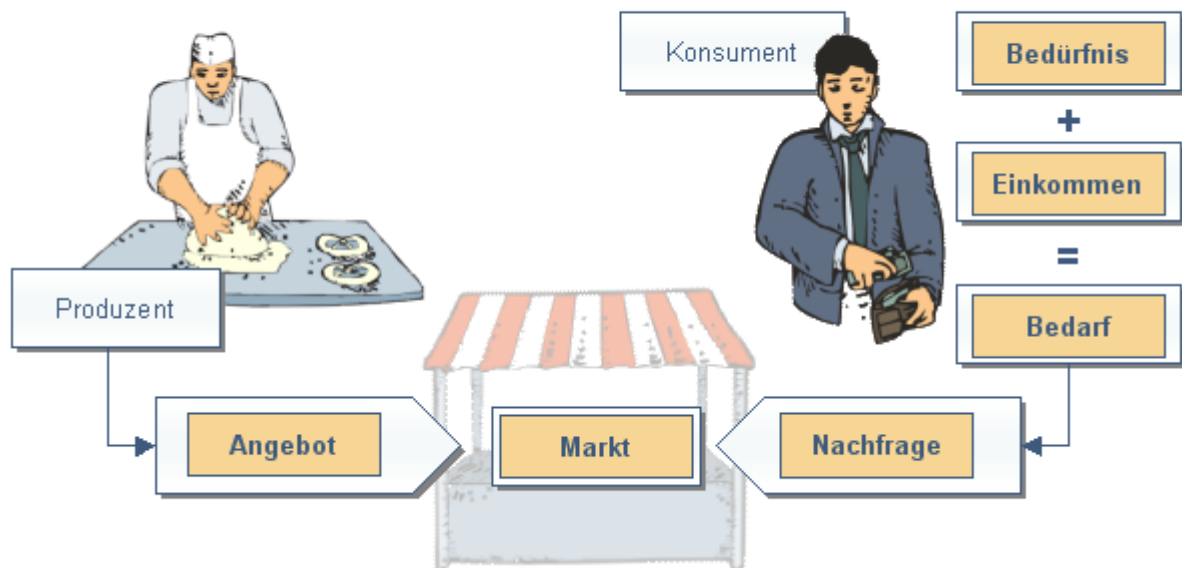 Konsument
Bedürfnis
+
Einkommen
=
Bedarf
Produzent
Angebot
Markt
Nachfrage